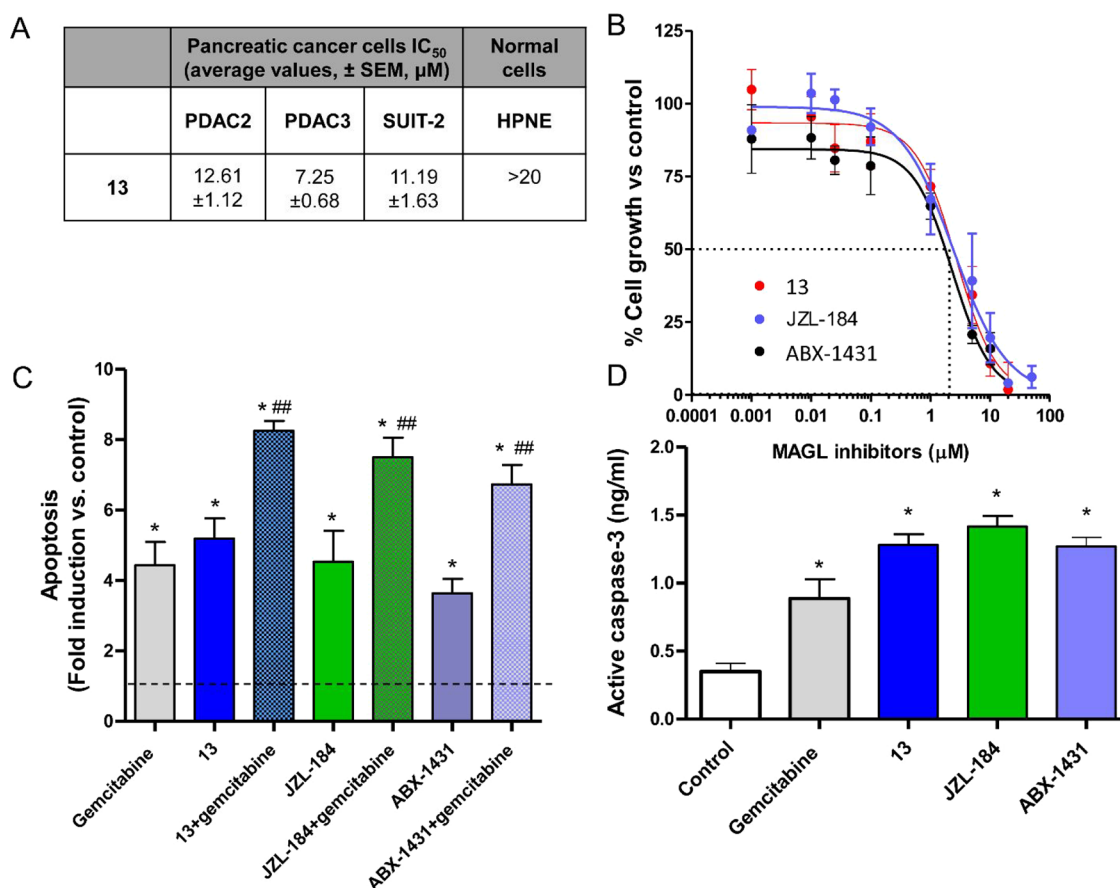 A
Pancreatic cancer cells IC50
(average values, ± SEM, µM)
Normal
cells
PDAC2 PDAC3 SUIT-2 HPNE
13
12.61
±1.12
7.25
±0.68
11.19
±1.63
>20
B
% Cell growth vs control
125
100
75
50
25
0
0.0001 0.001 0.01 0.1 1 10 100
MAGL inhibitors (μM)
13
JZL-184
ABX-1431
C
Apoptosis
(Fold induction vs. control)
10
8
6
4
2
0
*
*
* ##
*
* ##
*
* ##
Gemcitabine
13
13+gemcitabine
JZL-184
JZL-184+gemcitabine
ABX-1431
ABX-1431+gemcitabine
D
Active caspase-3 (ng/ml)
2.0
1.5
1.0
0.5
0.0
*
*
*
*
Control
Gemcitabine
13
JZL-184
ABX-1431